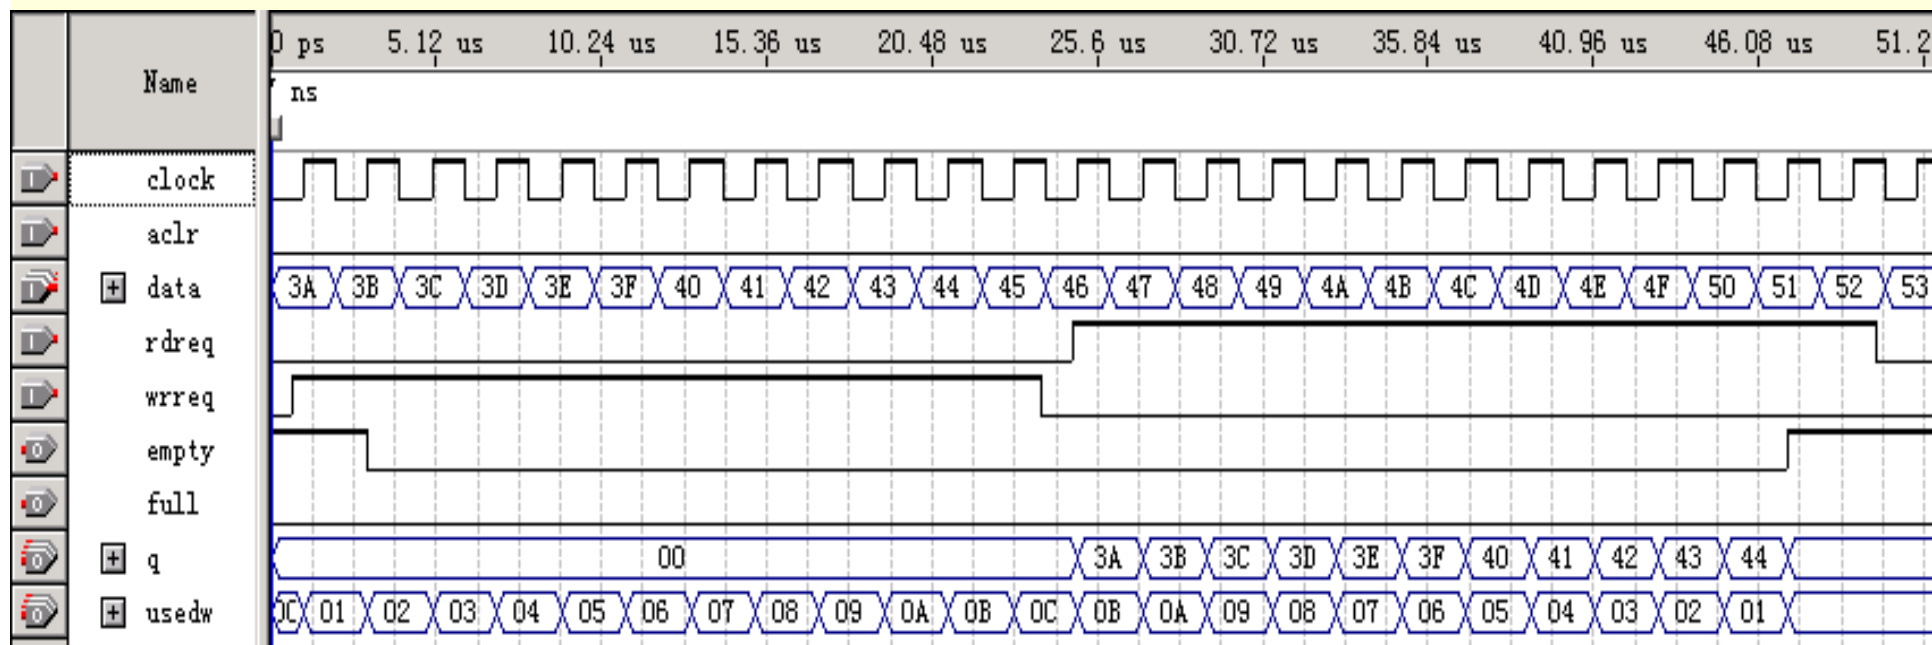 0 ps 5.12 us 10.24 us 15.36 us 20.48 us 25.6 us 30.72 us 35.84 us 40.96 us 46.08 us 51.2
Name
ns
clock
aclr
data 3A 3B 3C 3D 3E 3F 40 41 42 43 44 45 46 47 48 49 4A 4B 4C 4D 4E 4F 50 51 52 53
rdreq
wrreq
empty
full
q 00 3A 3B 3C 3D 3E 3F 40 41 42 43 44
usedw 01 02 03 04 05 06 07 08 09 0A 0B 0C 0B 0A 09 08 07 06 05 04 03 02 01